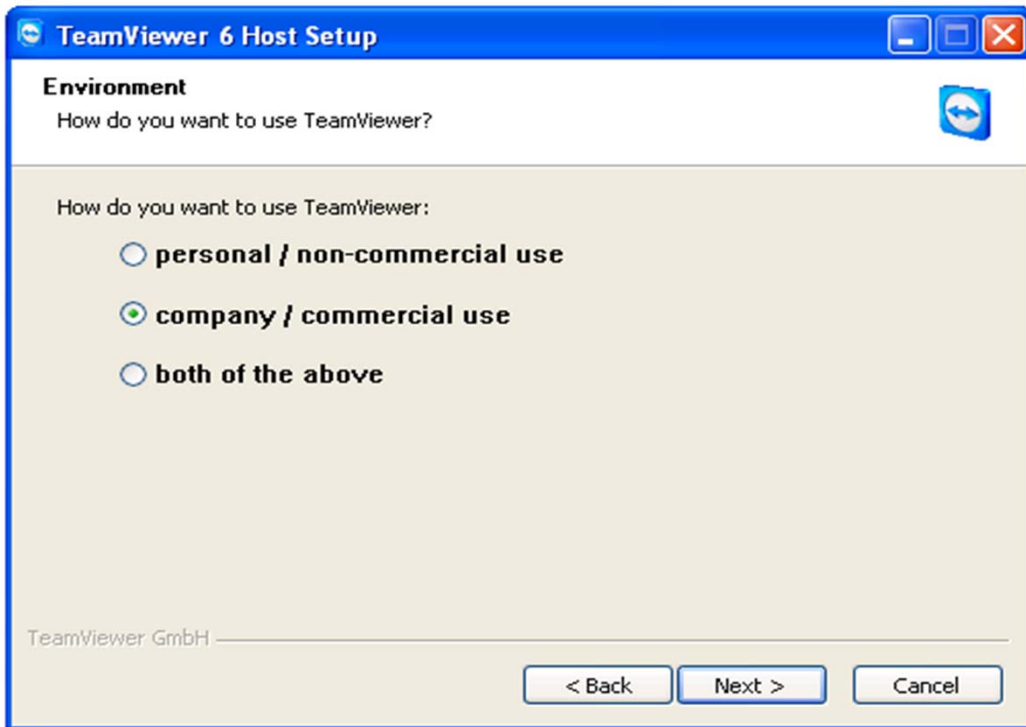 TeamViewer 6 Host Setup
Environment
How do you want to use TeamViewer?
How do you want to use TeamViewer:
personal / non-commercial use
company / commercial use
both of the above
TeamViewer GmbH
< Back Next > Cancel